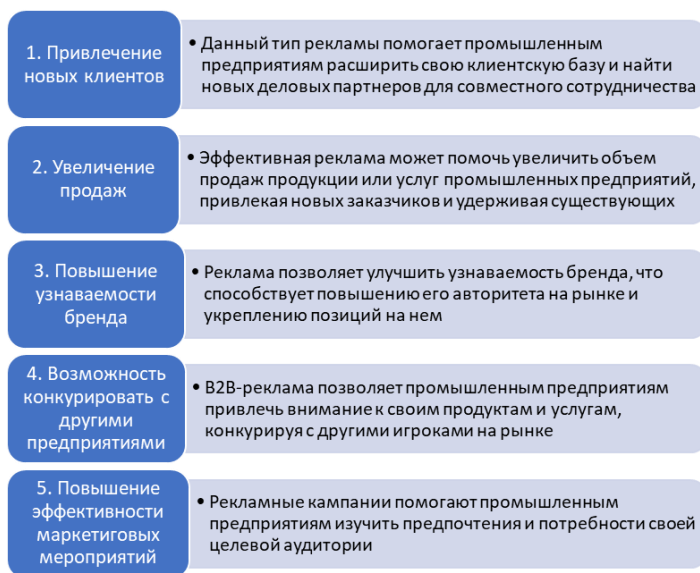 1. Привлечение
новых клиентов
• Данный тип рекламы помогает промышленным
предприятиям расширить свою клиентскую базу и найти
новых деловых партнеров для совместного сотрудничества
2. Увеличение
продаж
• Эффективная реклама может помочь увеличить объем
продаж продукции или услуг промышленных предприятий,
привлекая новых заказчиков и удерживая существующих
3. Повышение
узнаваемости
бренда
• Реклама позволяет улучшить узнаваемость бренда, что
способствует повышению его авторитета на рынке и
укреплению позиций на нем
4. Возможность
конкурировать с
другими
предприятиями
• B2B-реклама позволяет промышленным предприятиям
привлечь внимание к своим продуктам и услугам,
конкурируя с другими игроками на рынке
5. Повышение
эффективности
маркетиговых
мероприятий
• Рекламные кампании помогают промышленным
предприятиям изучить предпочтения и потребности своей
целевой аудитории